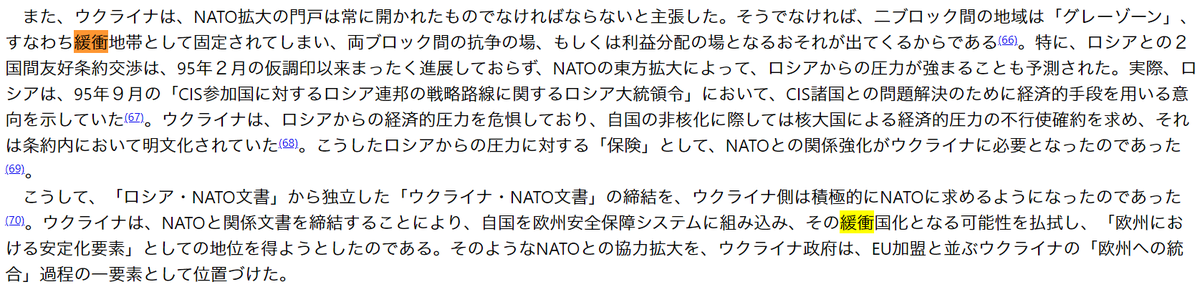 また、ウクライナは、NATO拡大の門戸は常に開かれたものでなければならないと主張した。そうでなければ、二ブロック間の地域は「グレーゾーン」、
すなわち緩衝地帯として固定されてしまい、両ブロック間の抗争の場、もしくは利益分配の場となるおそれが出てくるからである(66)。特に、ロシアとの２
国間友好条約交渉は、95年２月の仮調印以来まったく進展しておらず、NATOの東方拡大によって、ロシアからの圧力が強まることも予測された。実際、ロ
シアは、95年９月の「CIS参加国に対するロシア連邦の戦略路線に関するロシア大統領令」において、CIS諸国との問題解決のために経済的手段を用いる意
向を示していた(67)。ウクライナは、ロシアからの経済的圧力を危惧しており、自国の非核化に際しては核大国による経済的圧力の不行使確約を求め、それ
は条約内において明文化されていた(68)。こうしたロシアからの圧力に対する「保険」として、NATOとの関係強化がウクライナに必要となったのであった
(69)。
こうして、「ロシア・NATO文書」から独立した「ウクライナ・NATO文書」の締結を、ウクライナ側は積極的にNATOに求めるようになったのであった
(70)。ウクライナは、NATOと関係文書を締結することにより、自国を欧州安全保障システムに組み込み、その緩衝国化となる可能性を払拭し、「欧州にお
ける安定化要素」としての地位を得ようとしたのである。そのようなNATOとの協力拡大を、ウクライナ政府は、EU加盟と並ぶウクライナの「欧州への統
合」過程の一要素として位置づけた。